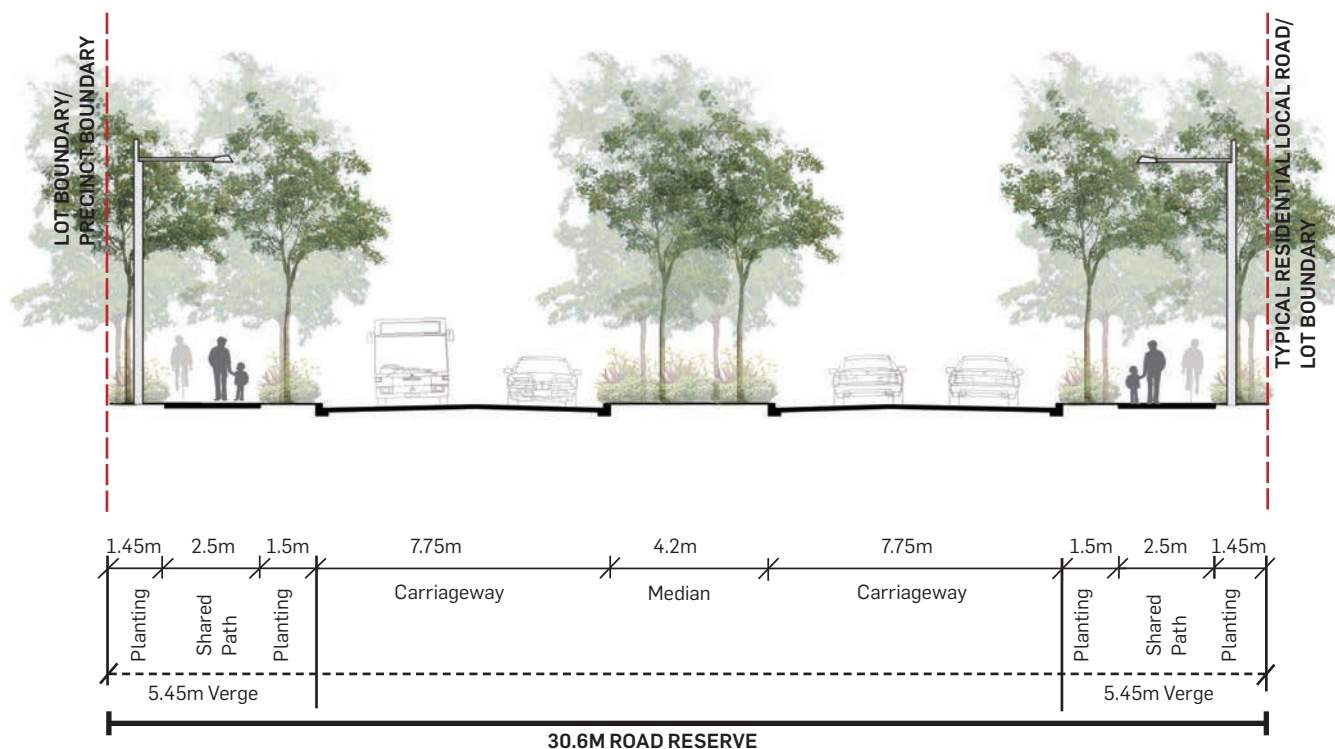 LOT BOUNDARY/
PRECINCT BOUNDARY
TYPICAL RESIDENTIAL LOCAL ROAD/
LOT BOUNDARY
1.45m
2.5m
1.5m
7.75m
4.2m
7.75m
1.5m
2.5m
1.45m
Planting
Shared
Path
Planting
Carriageway
Median
Carriageway
Planting
Shared
Path
Planting
5.45m Verge
5.45m Verge
30.6M ROAD RESERVE